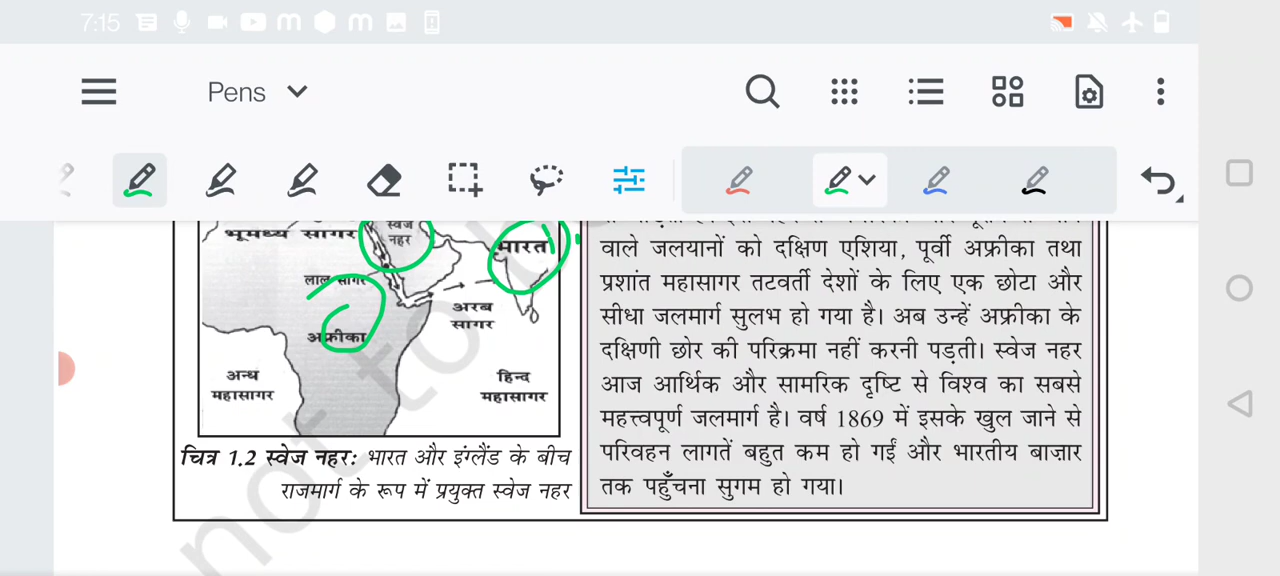 7:15
Pens
स्वेज
भूमध्य सागर
नहर
भारत
लाल सागर
अरब
सागर
अफ्रीका
अन्ध
महासागर
हिन्द
महासागर
चित्र 1.2 स्वेज नहर: भारत और इंग्लैंड के बीच
राजमार्ग के रूप में प्रयुक्त स्वेज नहर
वाले जलयानों को दक्षिण एशिया, पूर्वी अफ्रीका तथा
प्रशांत महासागर तटवर्ती देशों के लिए एक छोटा और
सीधा जलमार्ग सुलभ हो गया है। अब उन्हें अफ्रीका के
दक्षिणी छोर की परिक्रमा नहीं करनी पड़ती। स्वेज नहर
आज आर्थिक और सामरिक दृष्टि से विश्व का सबसे
महत्त्वपूर्ण जलमार्ग है। वर्ष 1869 में इसके खुल जाने से
परिवहन लागतें बहुत कम हो गईं और भारतीय बाजार
तक पहुँचना सुगम हो गया।
not to